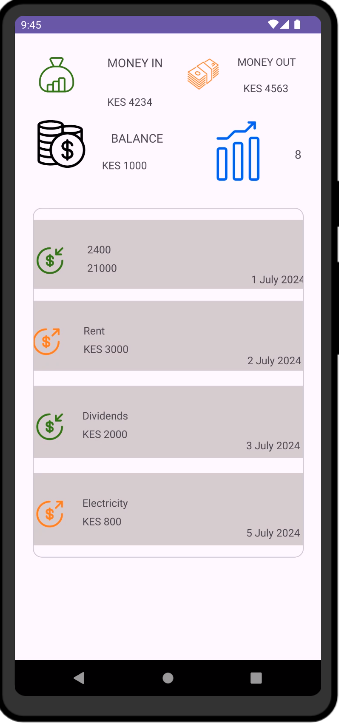 9:45
MONEY IN
KES 4234
MONEY OUT
KES 4563
BALANCE
KES 1000
8
2400
21000
1 July 2024
Rent
KES 3000
2 July 2024
Dividends
KES 2000
3 July 2024
Electricity
KES 800
5 July 2024